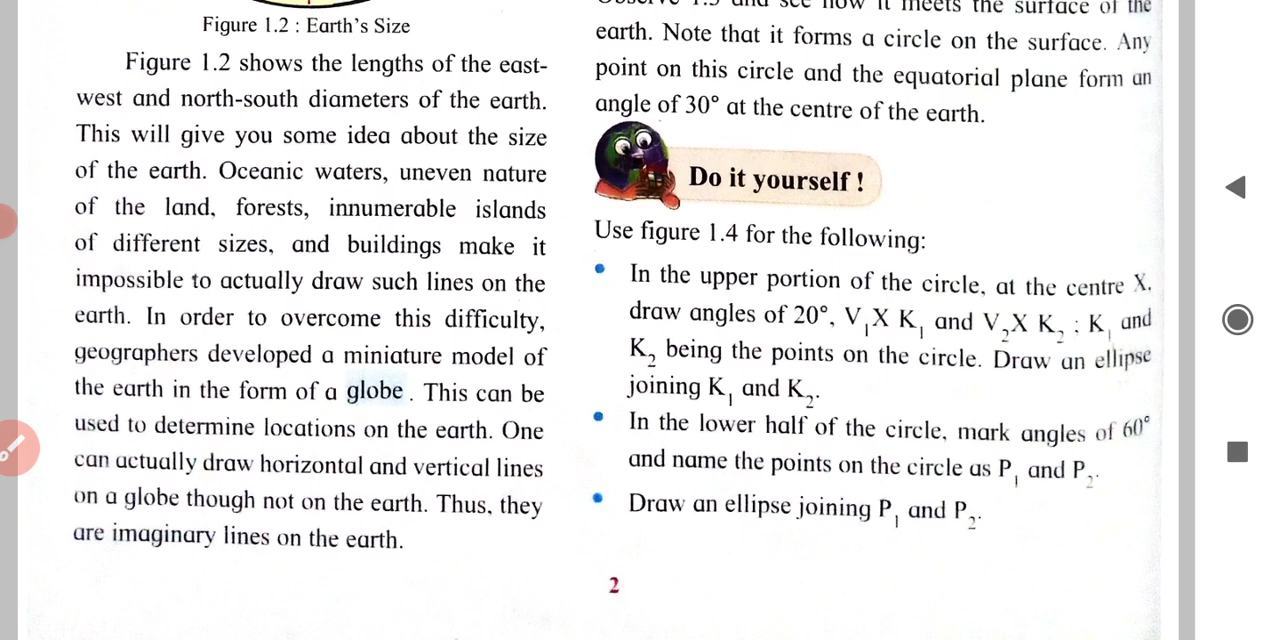 Figure 1.2 : Earth's Size
Figure 1.2 shows the lengths of the east-
west and north-south diameters of the earth.
This will give you some idea about the size
of the earth. Oceanic waters, uneven nature
of the land, forests, innumerable islands
of different sizes, and buildings make it
impossible to actually draw such lines on the
earth. In order to overcome this difficulty,
geographers developed a miniature model of
the earth in the form of a globe . This can be
used to determine locations on the earth. One
can actually draw horizontal and vertical lines
on a globe though not on the earth. Thus, they
are imaginary lines on the earth.
Observe 1.3 and see how it meets the surface of the
earth. Note that it forms a circle on the surface. Any
point on this circle and the equatorial plane form an
angle of 30° at the centre of the earth.
Do it yourself !
Use figure 1.4 for the following:
• In the upper portion of the circle, at the centre X.
draw angles of 20°, V₁X K₁ and V₂X K₂ : K₁ and
K₂ being the points on the circle. Draw an ellipse
joining K₁ and K₂.
• In the lower half of the circle, mark angles of 60°
and name the points on the circle as P₁ and P₂.
• Draw an ellipse joining P₁ and P₂.
2